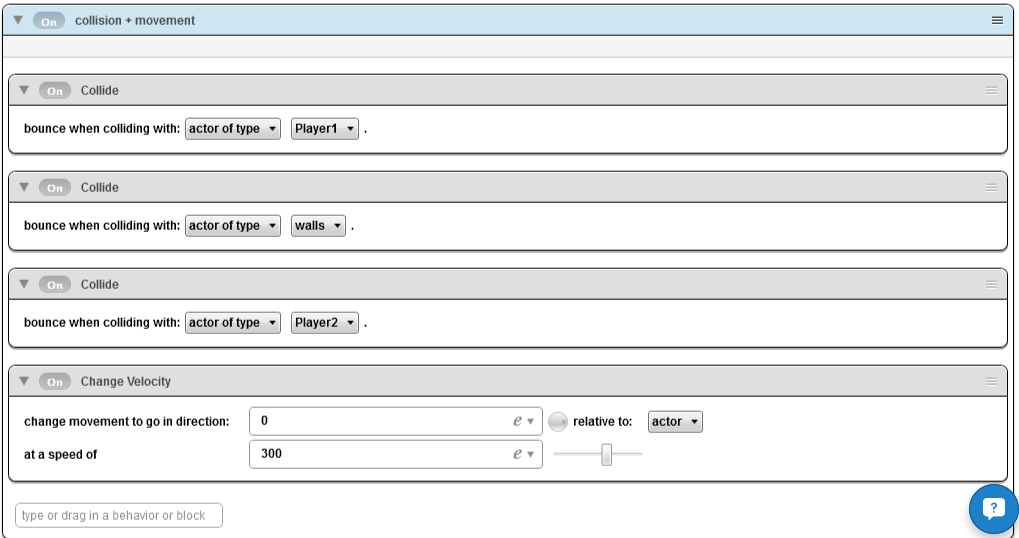 On collision + movement
On Collide
bounce when colliding with: actor of type Player1 .
On Collide
bounce when colliding with: actor of type walls .
On Collide
bounce when colliding with: actor of type Player2 .
On Change Velocity
change movement to go in direction: 0 e relative to: actor
at a speed of 300 e
type or drag in a behavior or block
?